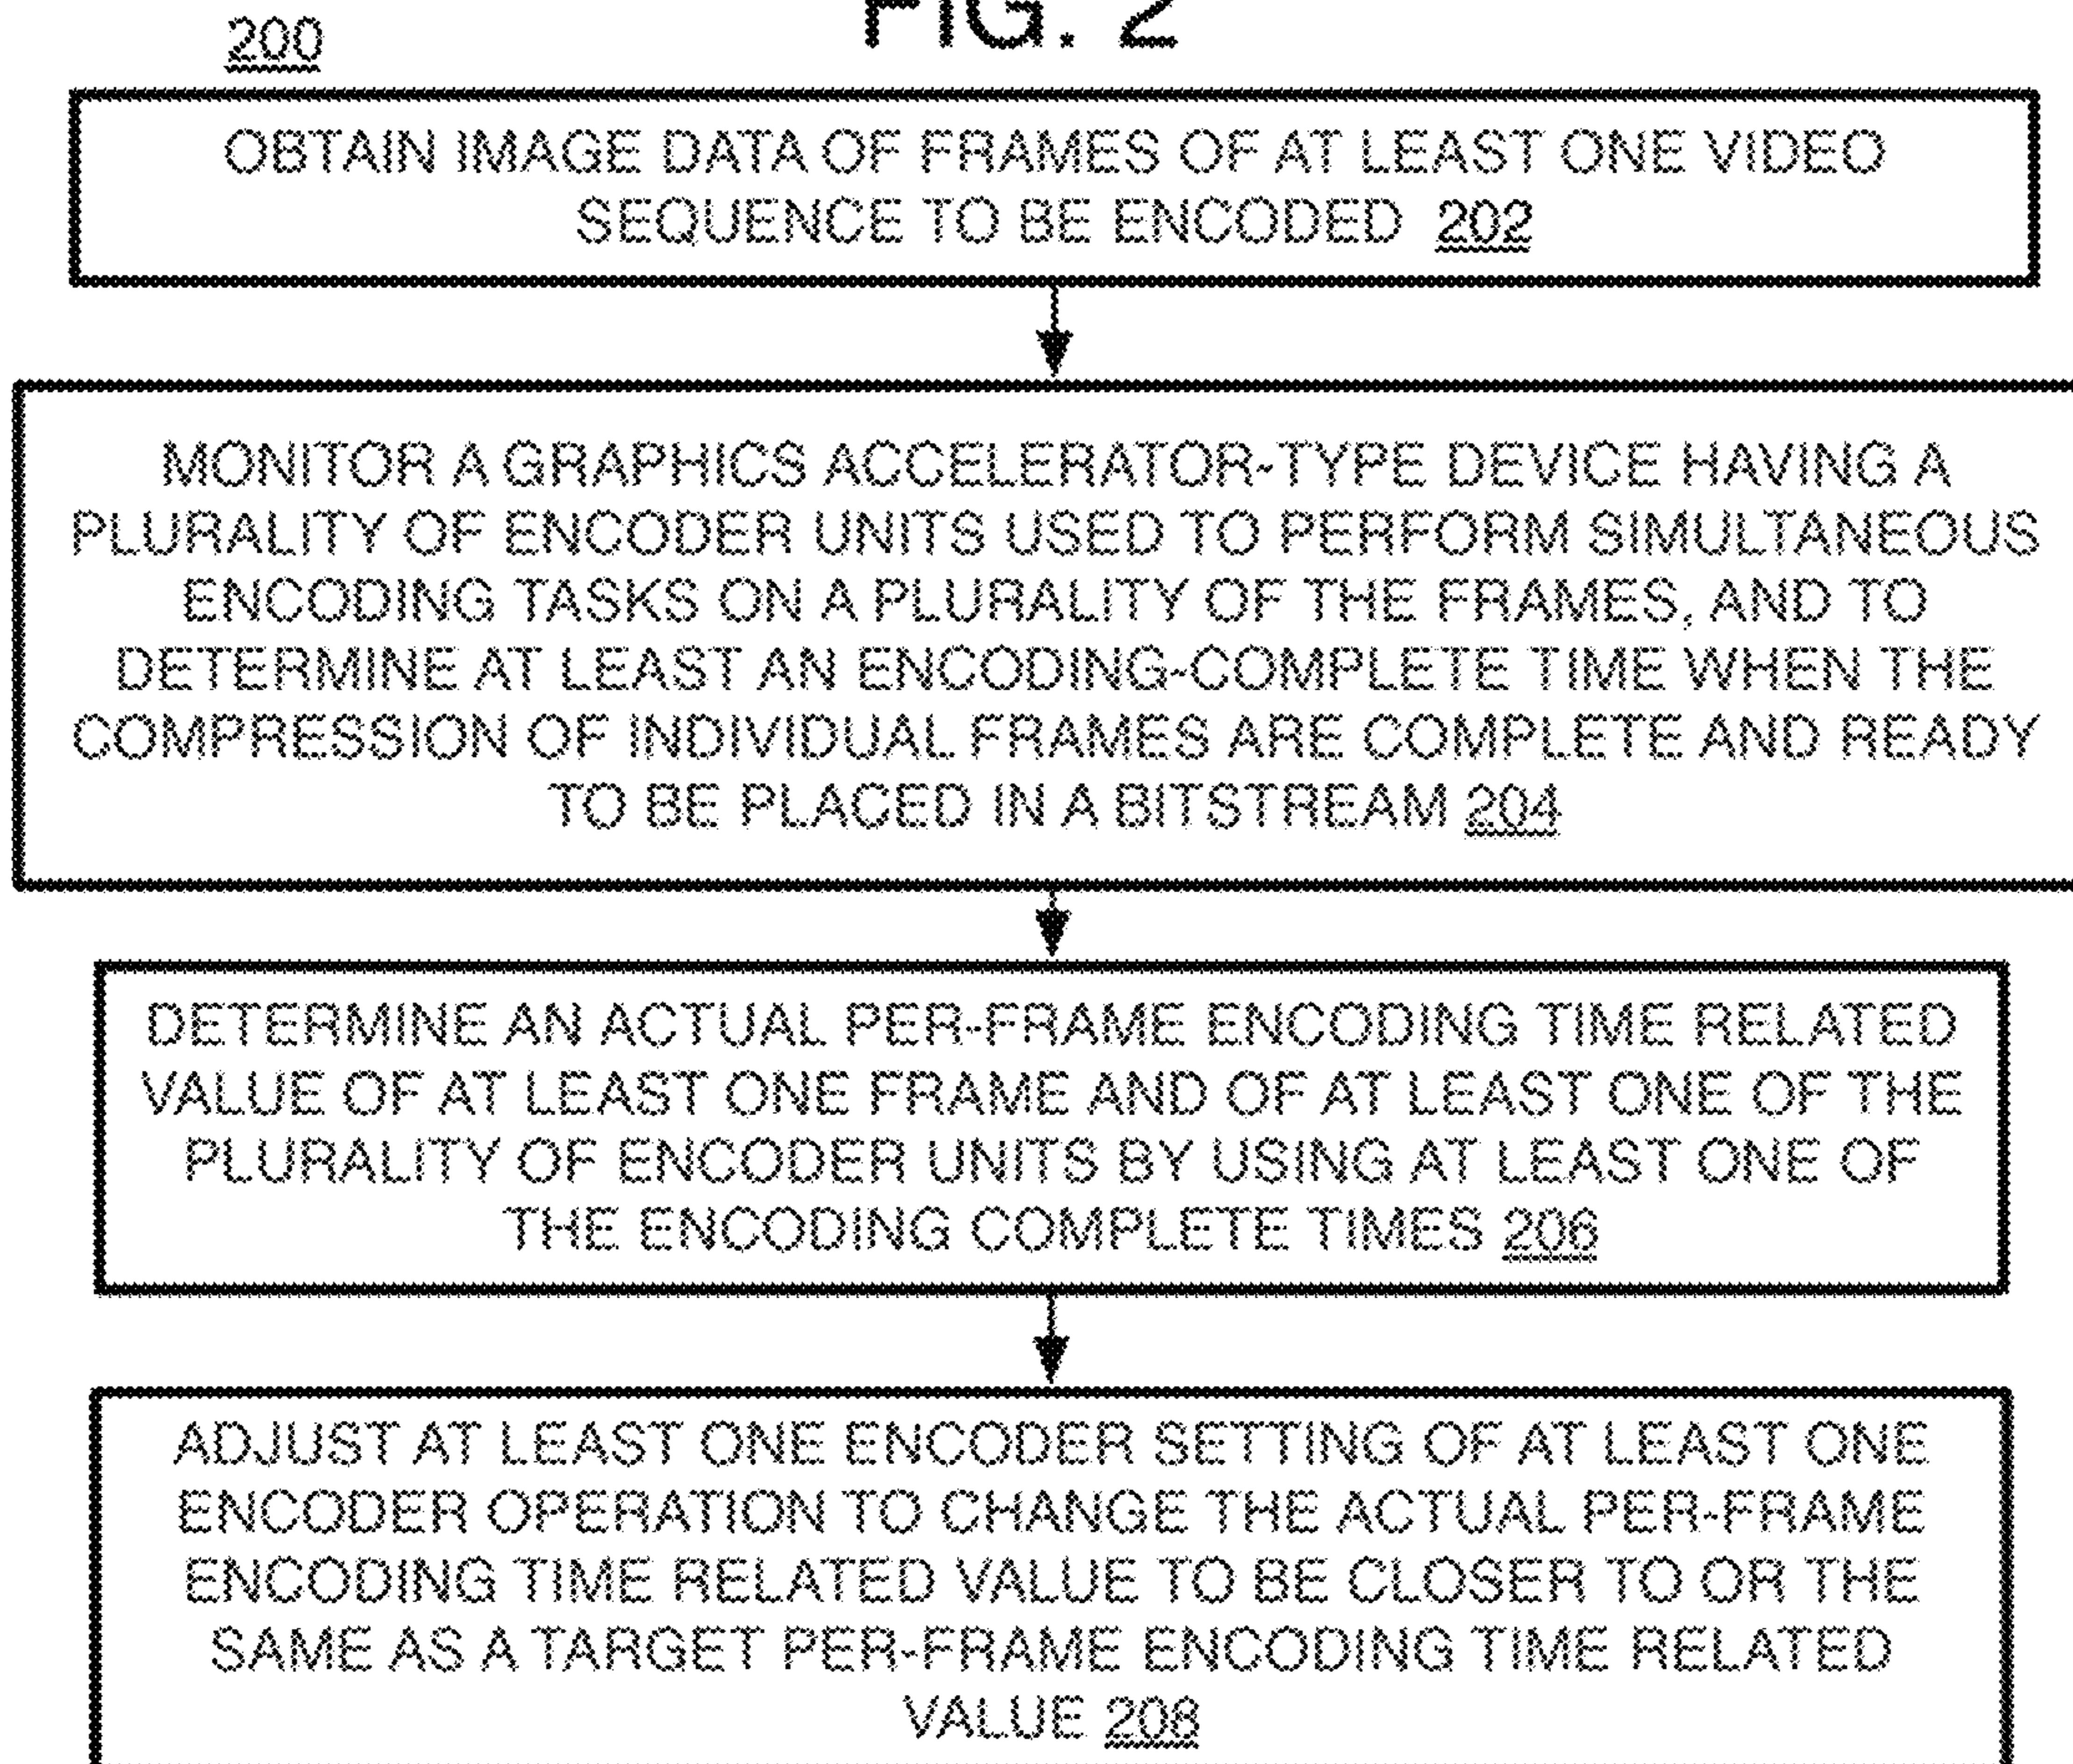 FIG. 2
200
OBTAIN IMAGE DATA OF FRAMES OF AT LEAST ONE VIDEO
SEQUENCE TO BE ENCODED 202
MONITOR A GRAPHICS ACCELERATOR-TYPE DEVICE HAVING A
PLURALITY OF ENCODER UNITS USED TO PERFORM SIMULTANEOUS
ENCODING TASKS ON A PLURALITY OF THE FRAMES, AND TO
DETERMINE AT LEAST AN ENCODING-COMPLETE TIME WHEN THE
COMPRESSION OF INDIVIDUAL FRAMES ARE COMPLETE AND READY
TO BE PLACED IN A BITSTREAM 204
DETERMINE AN ACTUAL PER-FRAME ENCODING TIME RELATED
VALUE OF AT LEAST ONE FRAME AND OF AT LEAST ONE OF THE
PLURALITY OF ENCODER UNITS BY USING AT LEAST ONE OF
THE ENCODING COMPLETE TIMES 206
ADJUST AT LEAST ONE ENCODER SETTING OF AT LEAST ONE
ENCODER OPERATION TO CHANGE THE ACTUAL PER-FRAME
ENCODING TIME RELATED VALUE TO BE CLOSER TO OR THE
SAME AS A TARGET PER-FRAME ENCODING TIME RELATED
VALUE 208